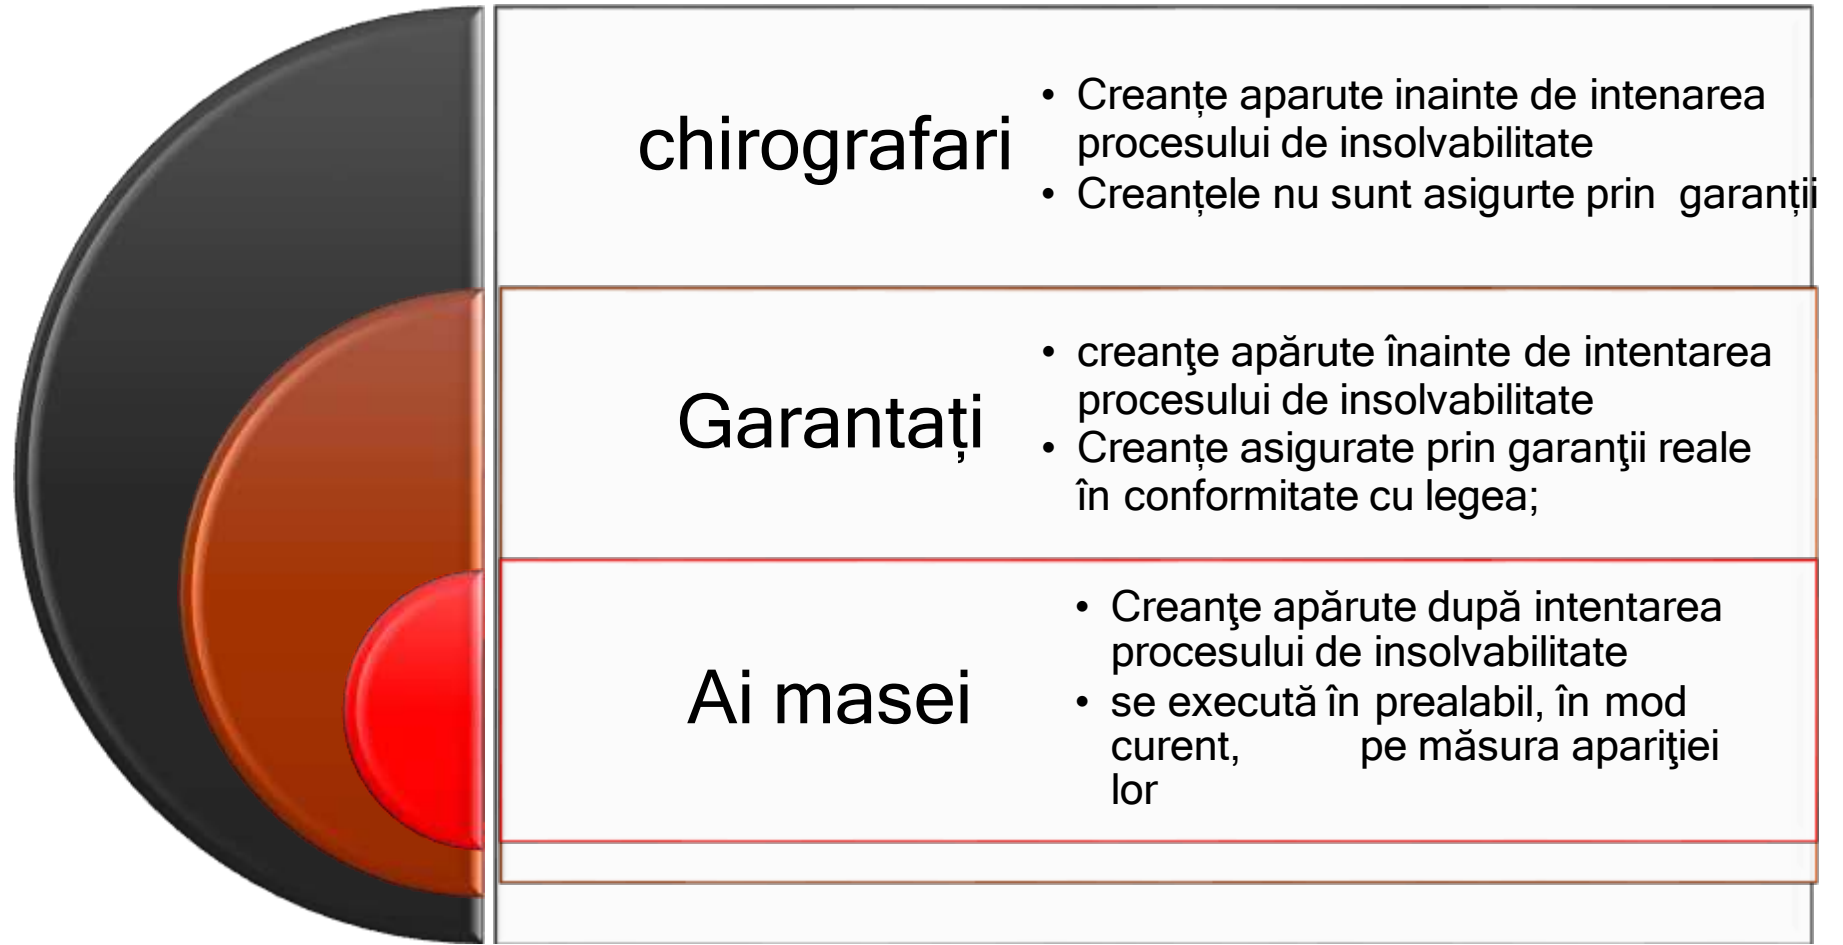 chirografari
• Creanțe aparute inainte de intenarea
procesului de insolvabilitate
• Creanțele nu sunt asigurte prin garanții
Garantați
• creanţe apărute înainte de intentarea
procesului de insolvabilitate
• Creanțe asigurate prin garanţii reale
în conformitate cu legea;
Ai masei
• Creanţe apărute după intentarea
procesului de insolvabilitate
• se execută în prealabil, în mod
curent, pe măsura apariţiei
lor